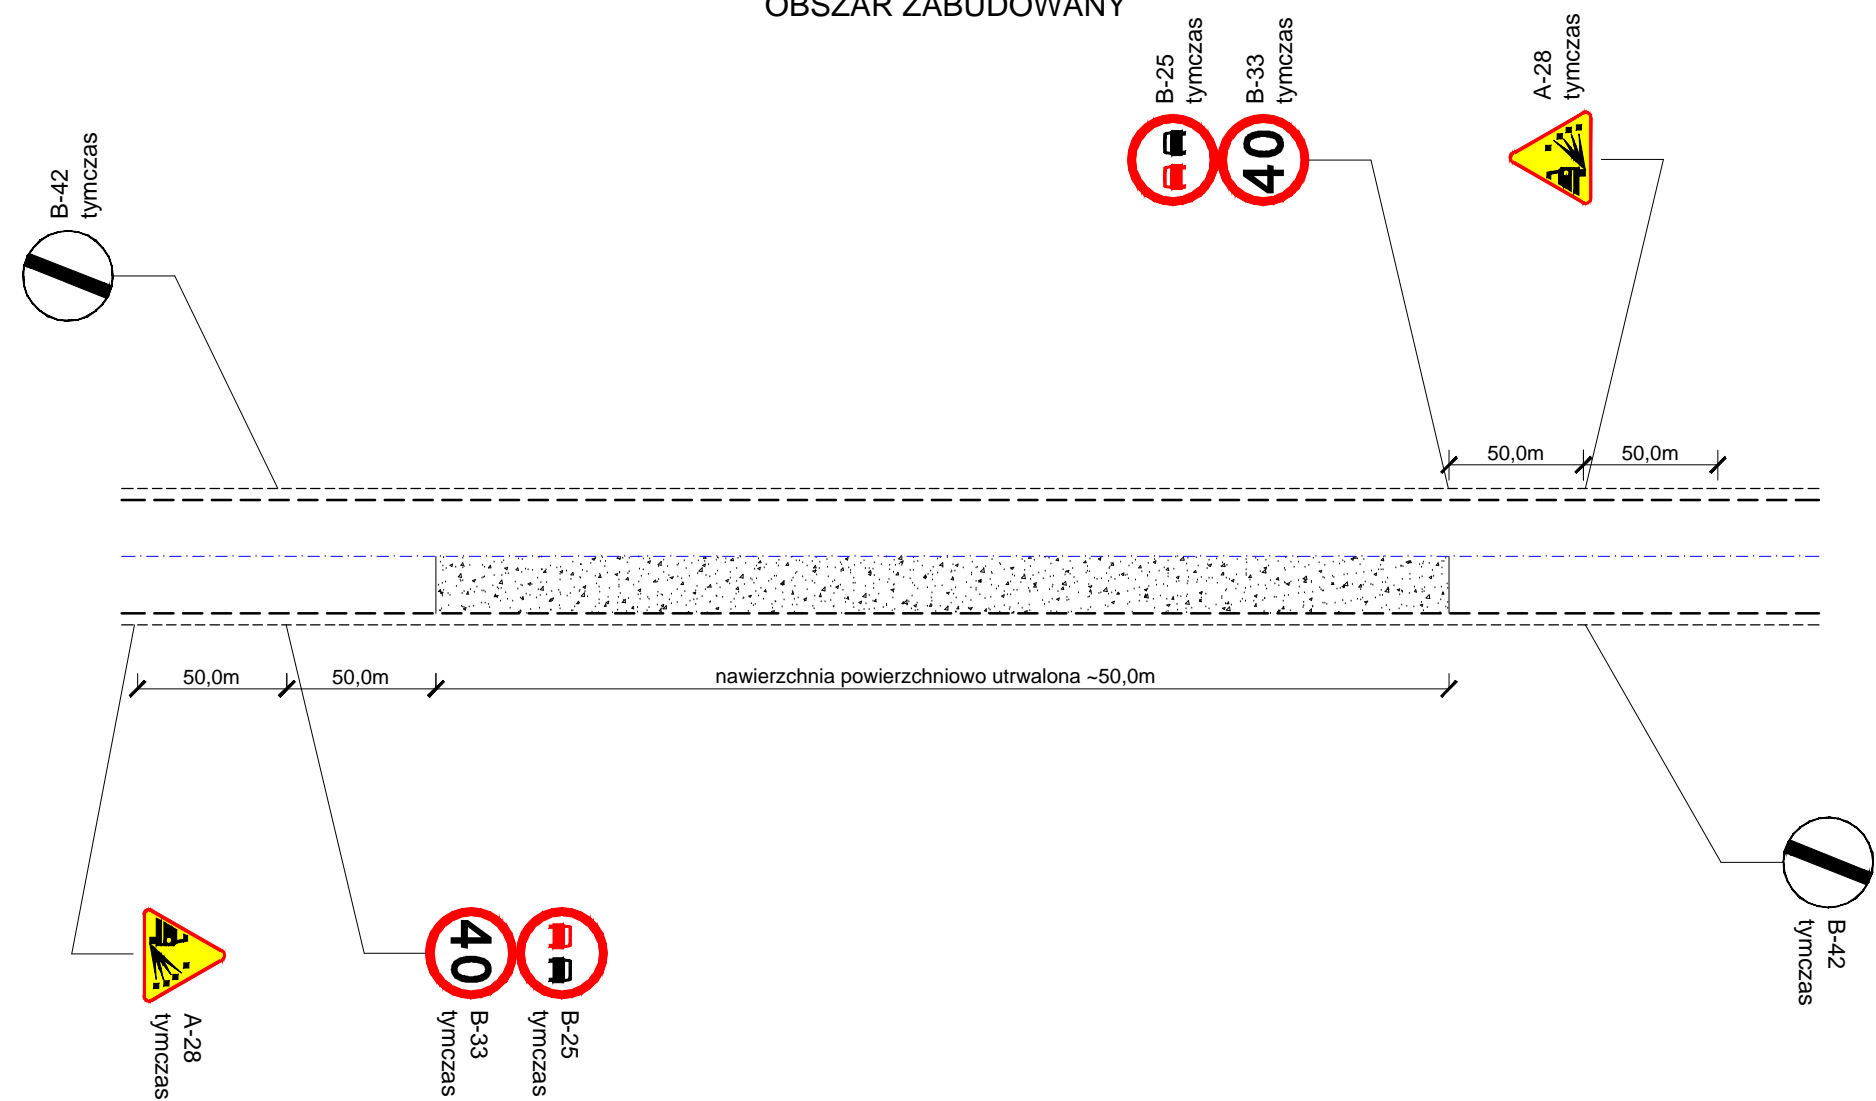 OBSZAR ZABUDOWANY
B-42
tymczas
B-25
tymczas
B-33
tymczas
A-28
tymczas
40
50,0m
50,0m
50,0m
50,0m
nawierzchnia powierzchniowo utrwalona ~50,0m
40
A-28
tymczas
B-33
tymczas
B-25
tymczas
B-42
tymczas